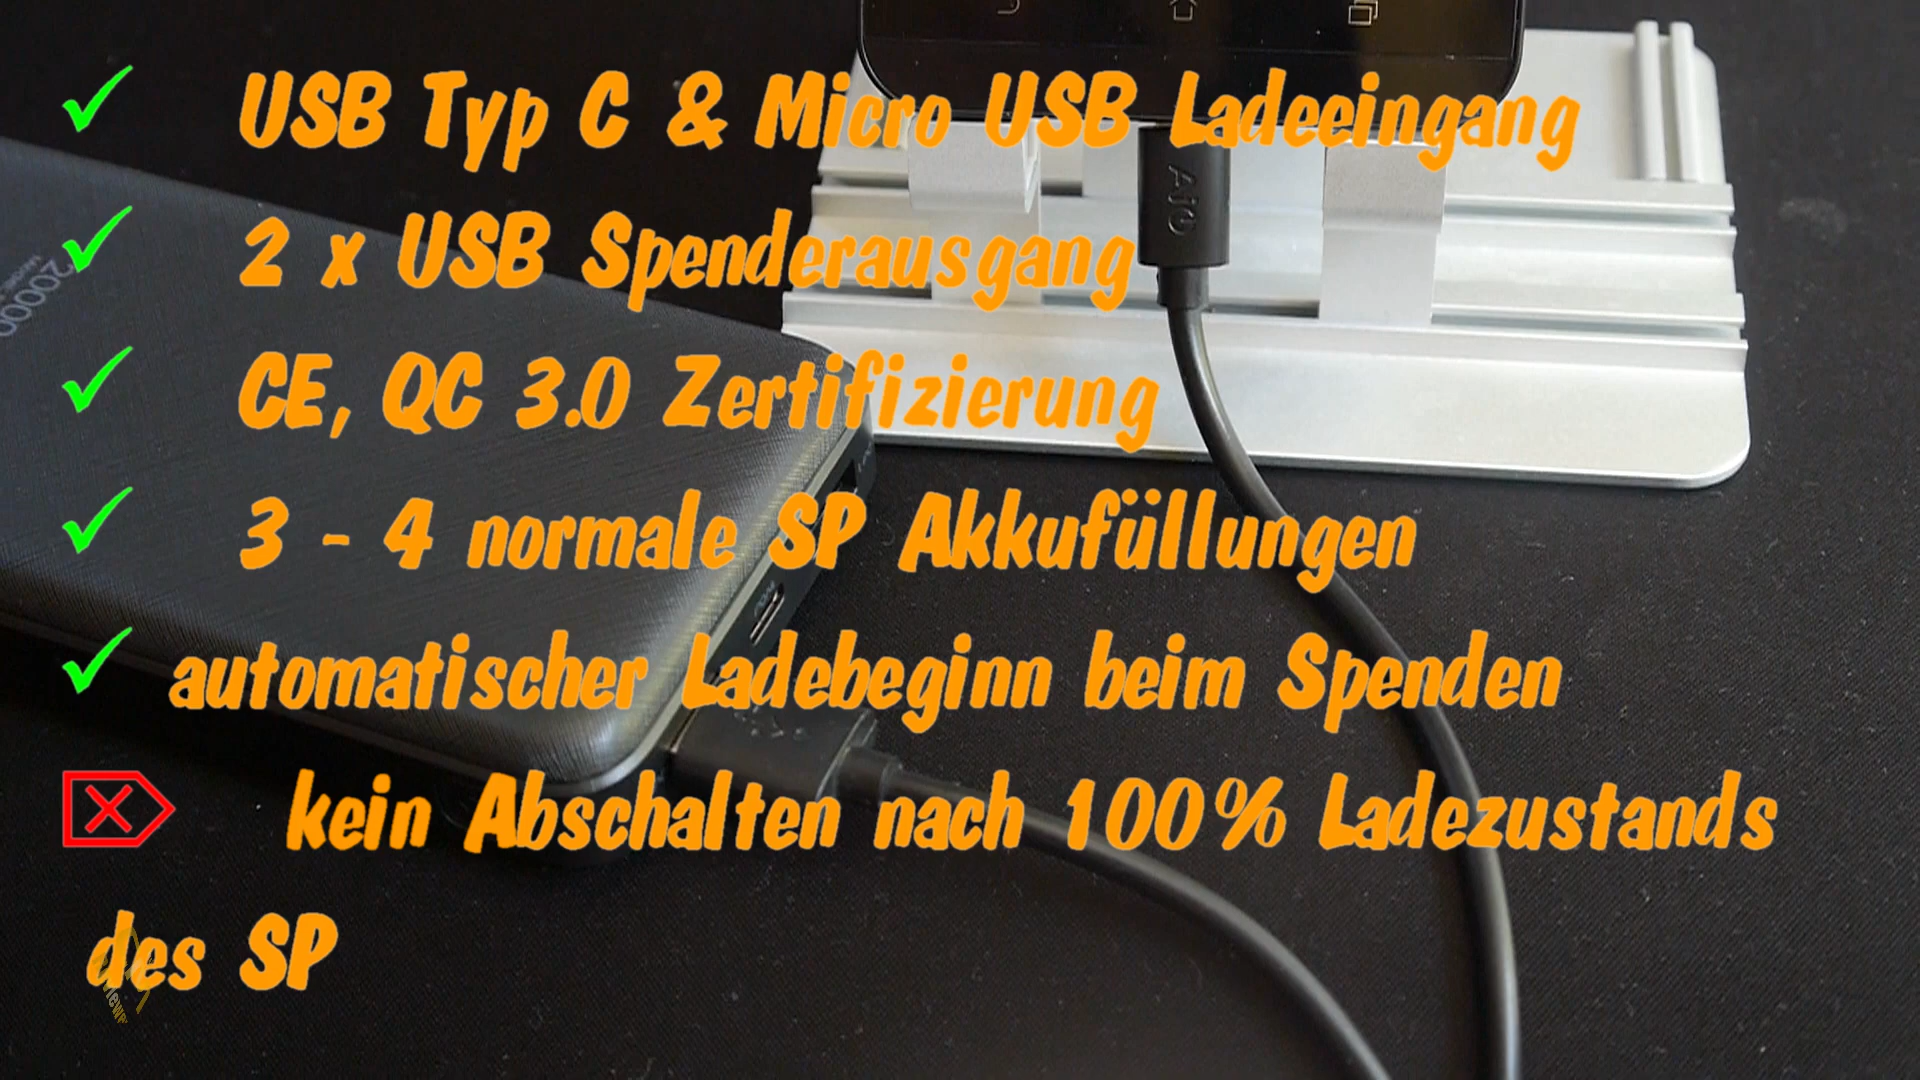 USB Typ C & Micro USB Ladeeingang
2 x USB Spenderausgang
CE, QC 3.0 Zertifizierung
3 - 4 normale SP Akkufüllungen
automatischer Ladebeginn beim Spenden
kein Abschalten nach 100% Ladezustands
des SP
20000